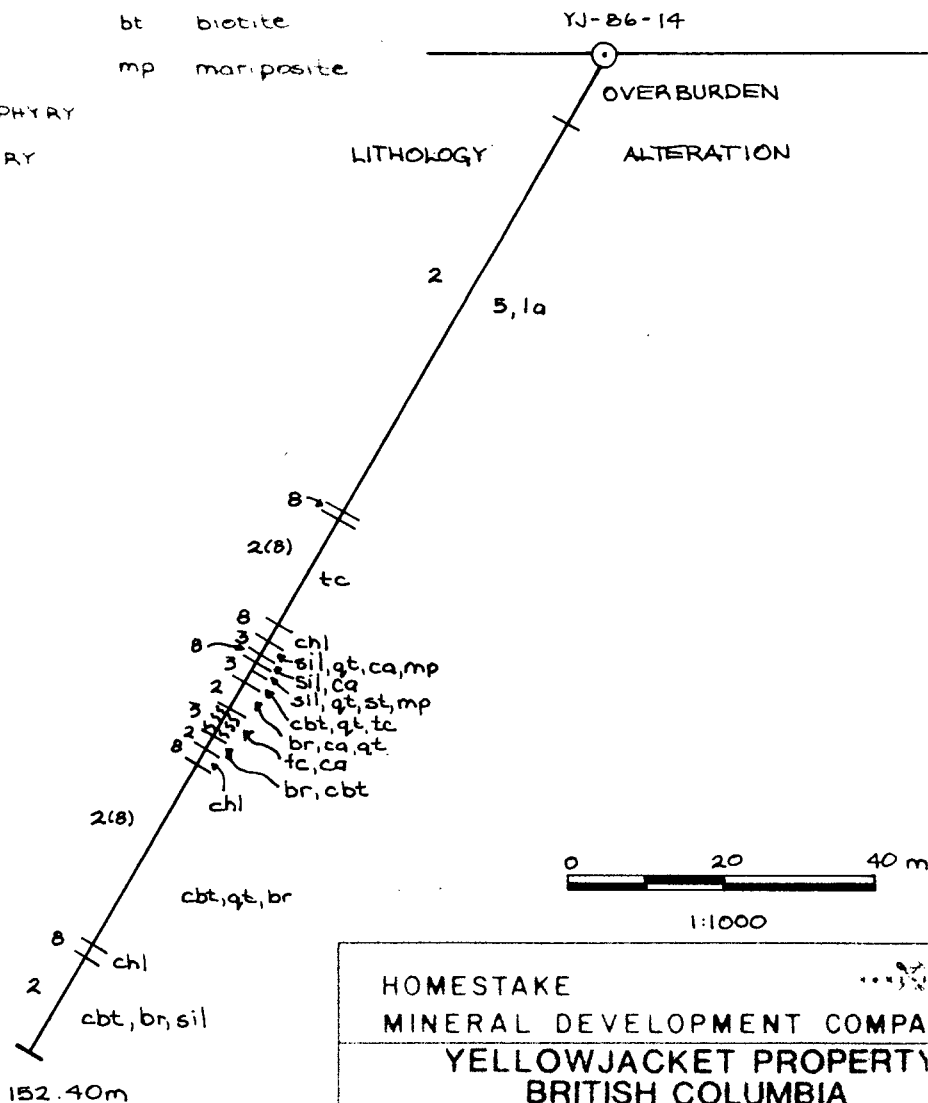 bt biotite
YJ-86-14
mp mariposite
PHYRY
RY
OVERBURDEN
LITHOLOGY ALTERATION
2
5, 1a
8
2(8)
tc
8
3
chl
8
sil, qt, ca, mp
3
sil, ca
sil, qt, st, mp
2
cbt, qt, tc
3
br, ca, qt
2
tc, ca
8
br, cbt
chl
2(8)
0 20 40 m
cbt, qt, br
1:1000
8
chl
2
cbt, br, sil
152.40m
HOMESTAKE
MINERAL DEVELOPMENT COMPA
YELLOWJACKET PROPERTY
BRITISH COLUMBIA